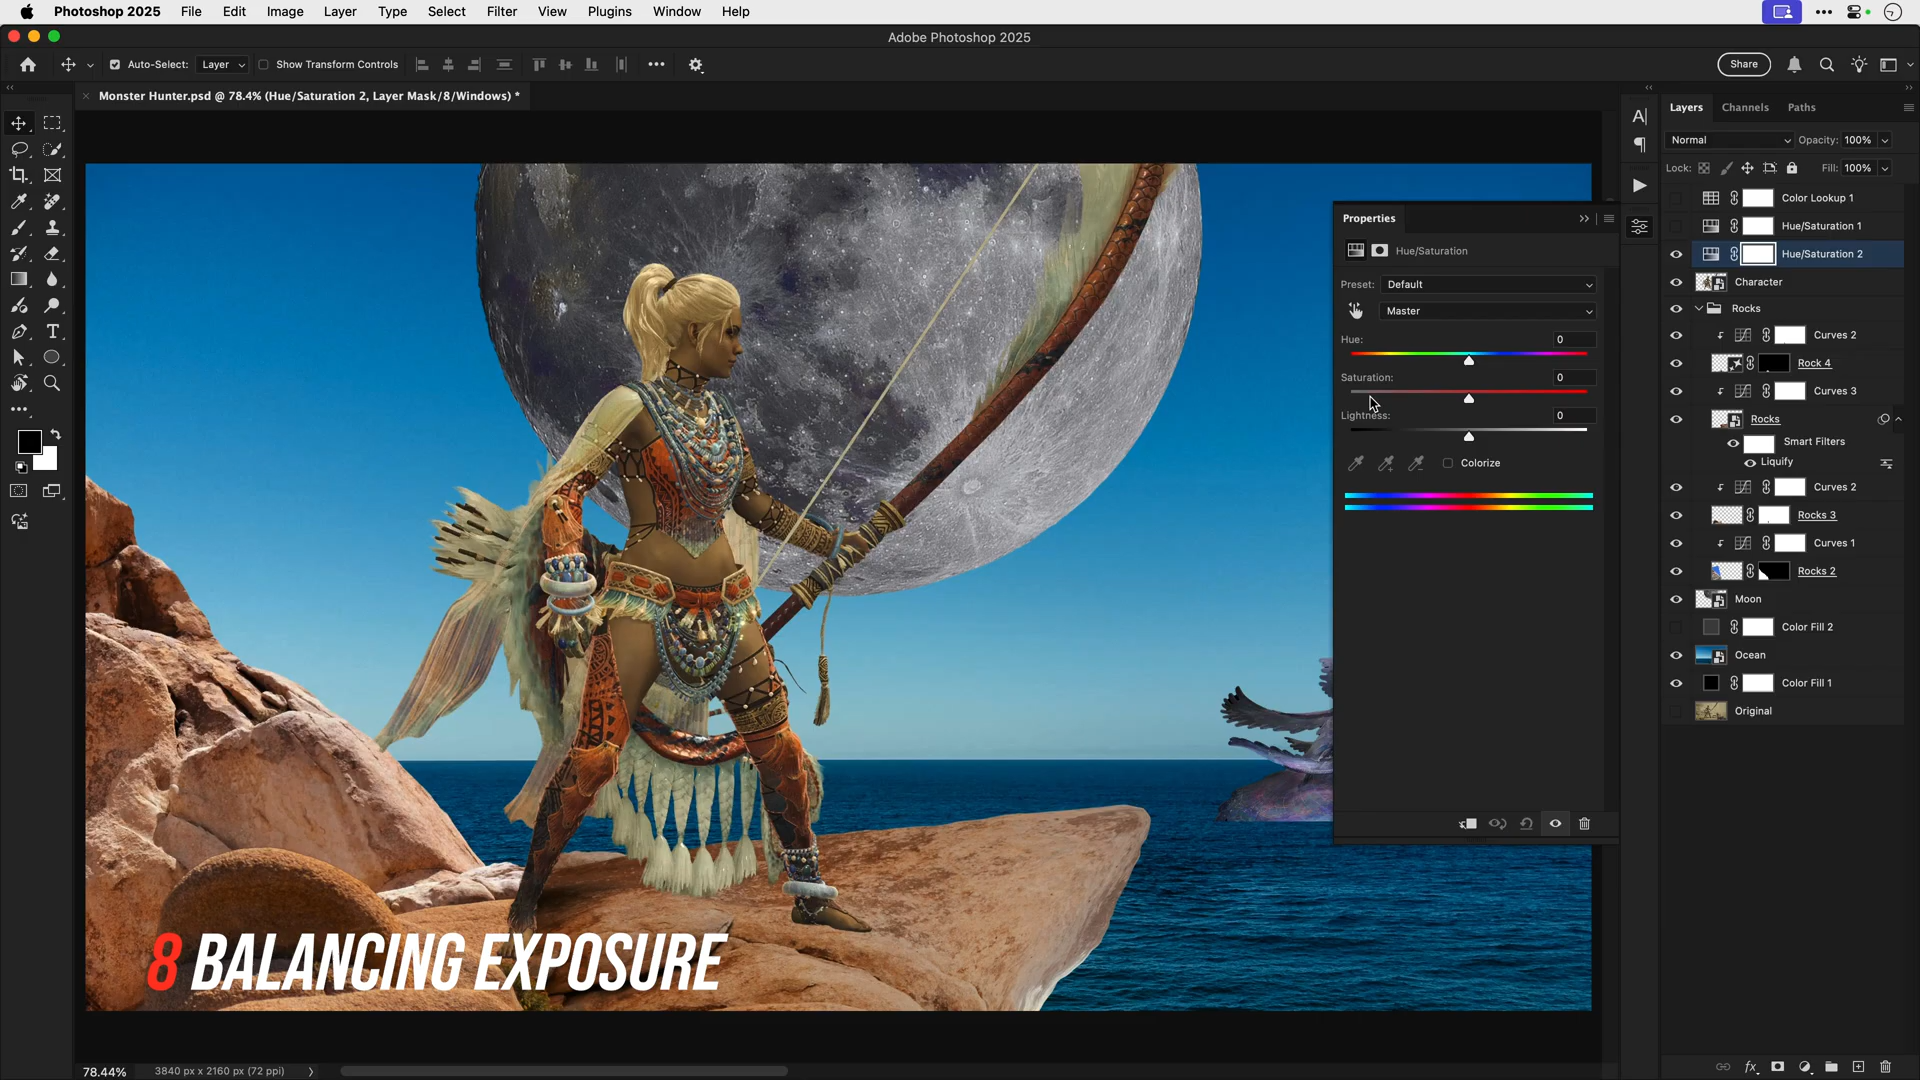 Photoshop 2025 File Edit Image Layer Type Select Filter View Plugins Window Help
Adobe Photoshop 2025
Auto-Select: Layer Show Transform Controls Share
Monster Hunter.psd @ 78.4% (Hue/Saturation 2, Layer Mask/8/Windows) *
Layers Channels Paths
Normal Opacity: 100%
Lock: Fill: 100%
Color Lookup 1
Hue/Saturation 1
Hue/Saturation 2
Character
Rocks
Curves 2
Rock 4
Curves 3
Rocks
Smart Filters
Liquify
Curves 2
Rocks 3
Curves 1
Rocks 2
Moon
Color Fill 2
Ocean
Color Fill 1
Original
Properties
Hue/Saturation
Preset: Default
Master
Hue: 0
Saturation: 0
Lightness: 0
Colorize
8 BALANCING EXPOSURE
78.44% 3840 px x 2160 px (72 ppi)